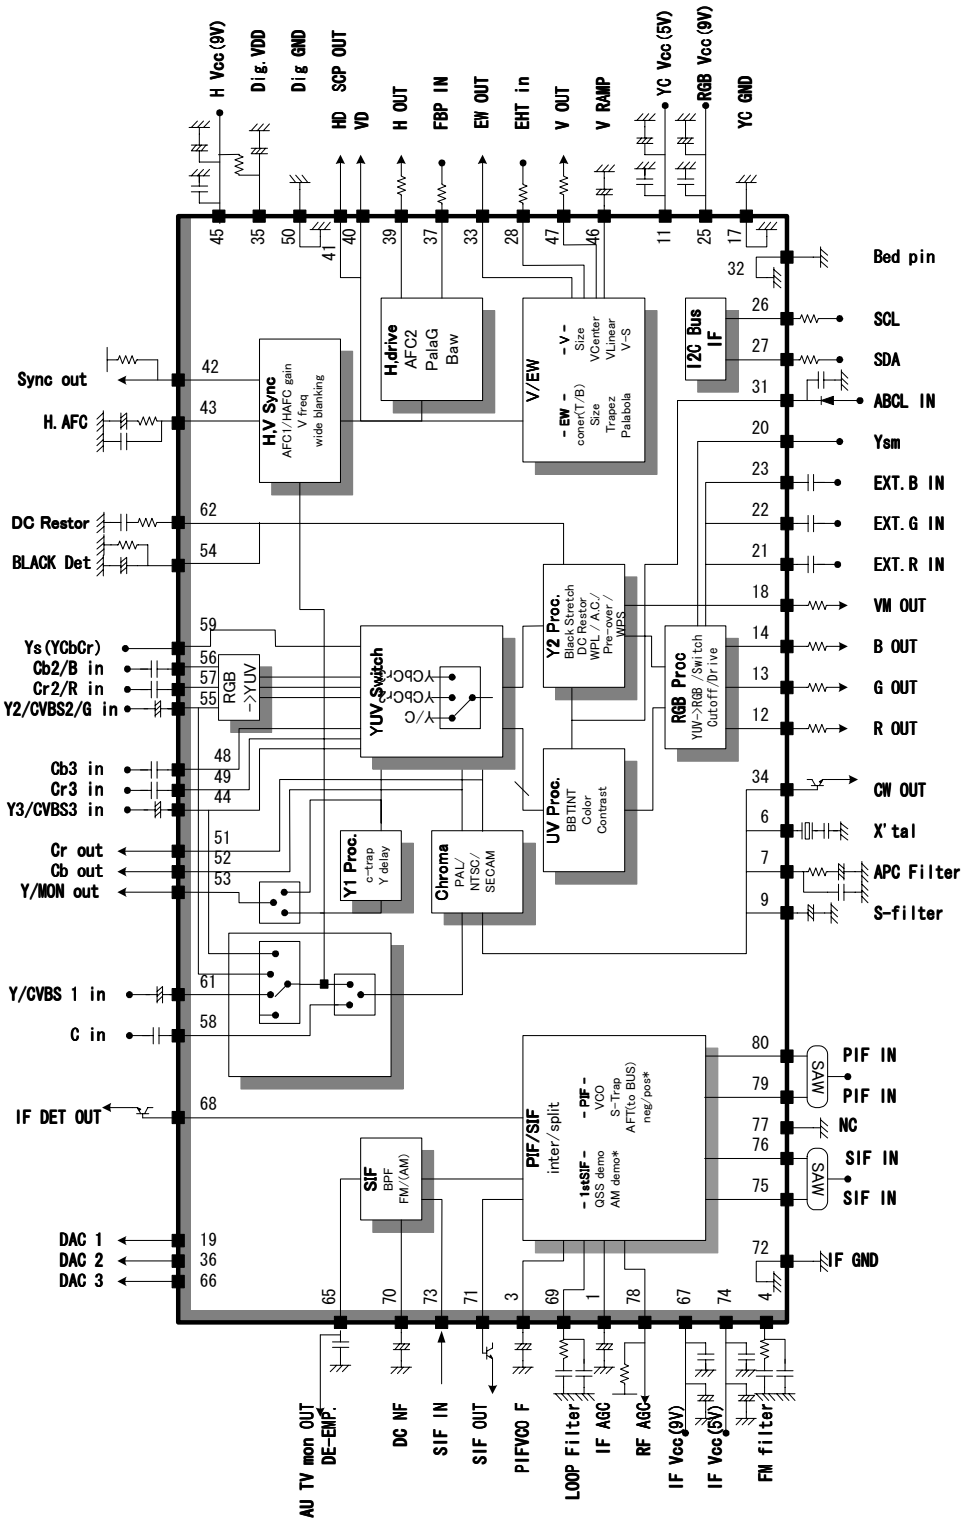 H Vcc(9V)
Dig.VDD
Dig GND
HD SCP OUT
VD
H OUT
FBP IN
EW OUT
EHT in
V OUT
V RAMP
YC Vcc(5V)
RGB Vcc(9V)
YC GND
45
35
50
41
40
39
37
33
28
47
46
11
25
17
32
Bed pin
26
SCL
27
SDA
31
ABCL IN
20
Ysm
23
EXT.B IN
22
EXT.G IN
21
EXT.R IN
18
VM OUT
14
B OUT
13
G OUT
12
R OUT
34
CW OUT
6
X'tal
7
APC Filter
9
S-filter
80
PIF IN
SAW
79
PIF IN
77
NC
76
SIF IN
SAW
75
SIF IN
72
IF GND
Sync out
42
H.AFC
43
DC Restor
62
BLACK Det
54
Ys(YCbCr)
59
Cb2/B in
56
Cr2/R in
57
Y2/CVBS2/G in
55
Cb3 in
48
Cr3 in
49
Y3/CVBS3 in
44
Cr out
51
Cb out
52
Y/MON out
53
Y/CVBS 1 in
61
C in
58
IF DET OUT
68
DAC 1
19
DAC 2
36
DAC 3
66
H,V Sync
AFC1/HAFC gain
V freq
wide blanking
H,drive
AFC2
PalaG
Baw
V/EW
- EW -
coner(T/B)
Size
Trapez
Palabola
- V -
Size
VCenter
VLinear
V-S
I2C Bus
IF
RGB
->YUV
YUV Switch
YCbCr3
YCbCr2
Y/C
Y2 Proc.
Black Stretch
DC Restor
WPL / A.C./
Pre-over /
WPS
RGB Proc
YUV->RGB /Switch
Cutoff/Drive
UV Proc.
BBTINT
Color
Contrast
Y1 Proc.
c-trap
Y delay
Chroma
PAL/
NTSC/
SECAM
SIF
BPF
FM/(AM)
PIF/SIF
inter/split
- 1stSIF -
QSS demo
AM demo*
- PIF -
VCO
S-Trap
AFT(to BUS)
neg/pos*
65
70
73
71
3
69
1
78
67
74
4
AU TV mon OUT
DE-EMP.
DC NF
SIF IN
SIF OUT
PIFVCO F
LOOP Filter
IF AGC
RF AGC
IF Vcc(9V)
IF Vcc(5V)
FM filter